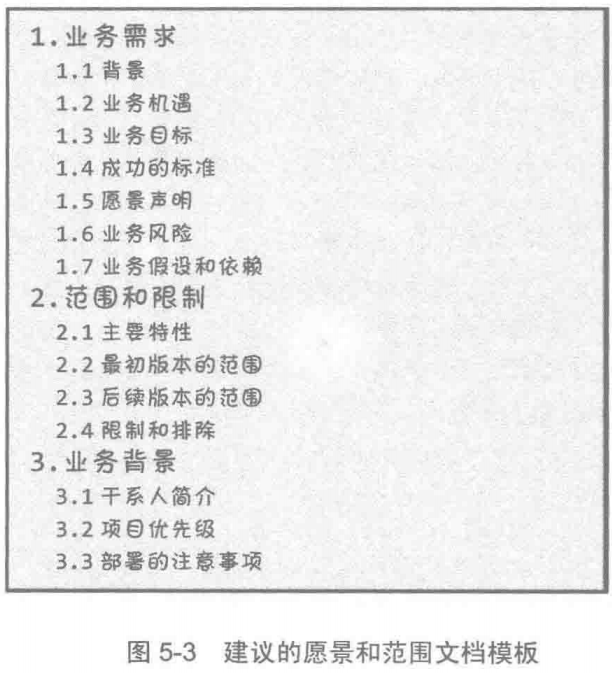 1.业务需求
1.1 背景
1.2 业务机遇
1.3 业务目标
1.4 成功的标准
1.5 愿景声明
1.6 业务风险
1.7 业务假设和依赖
2.范围和限制
2.1 主要特性
2.2 最初版本的范围
2.3 后续版本的范围
2.4 限制和排除
3.业务背景
3.1 干系人简介
3.2 项目优先级
3.3 部署的注意事项
图 5-3 建议的愿景和范围文档模板